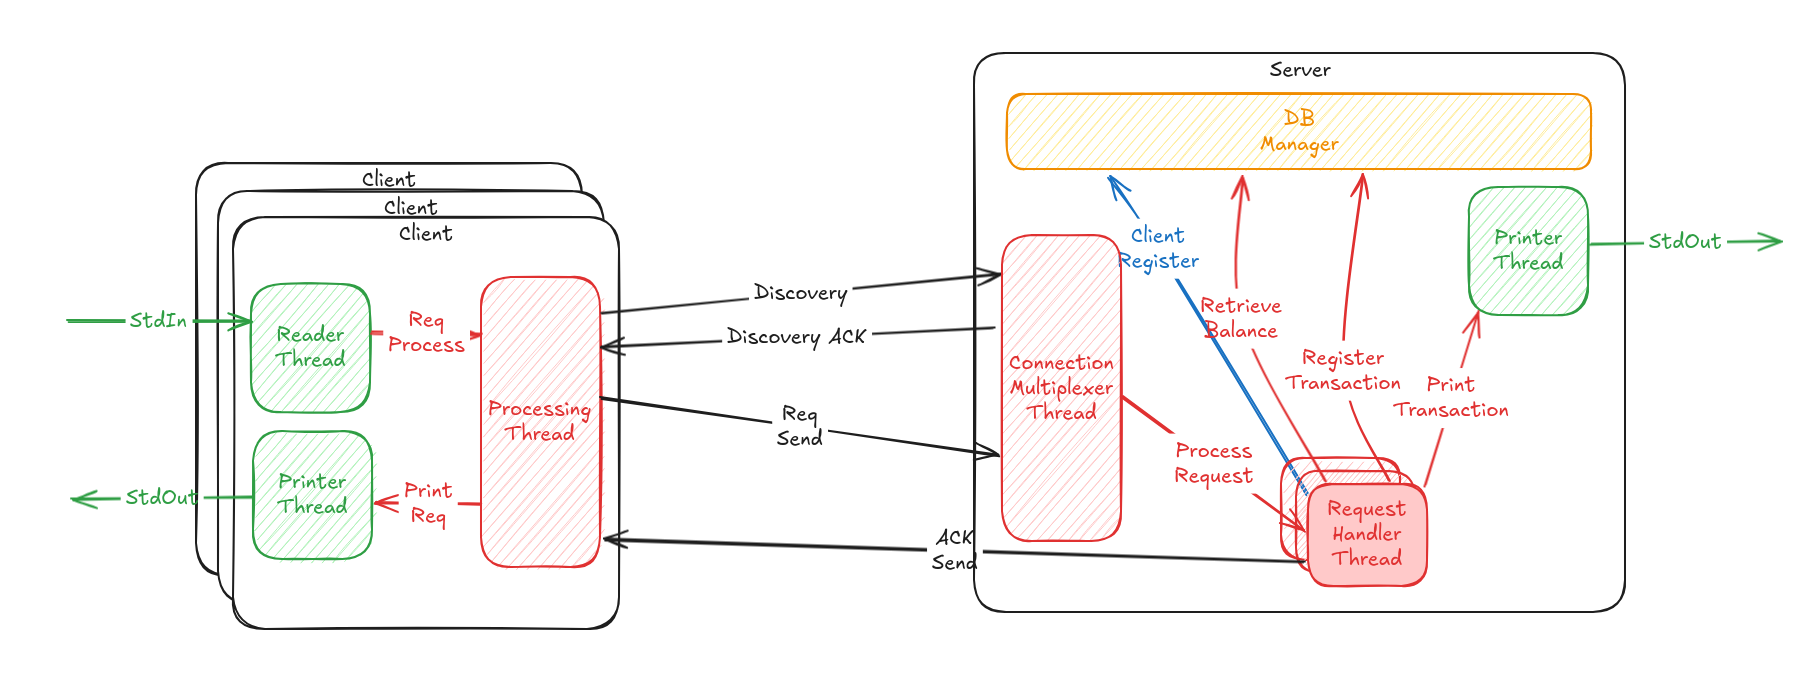 Client
Client
Client
StdIn
Reader
Thread
Req
Process
Processing
Thread
StdOut
Printer
Thread
Print
Req
Discovery
Discovery ACK
Req
Send
ACK
Send
Server
DB
Manager
Connection
Multiplexer
Thread
Client
Register
Retrieve
Balance
Register
Transaction
Print
Transaction
Process
Request
Request
Handler
Thread
Printer
Thread
StdOut